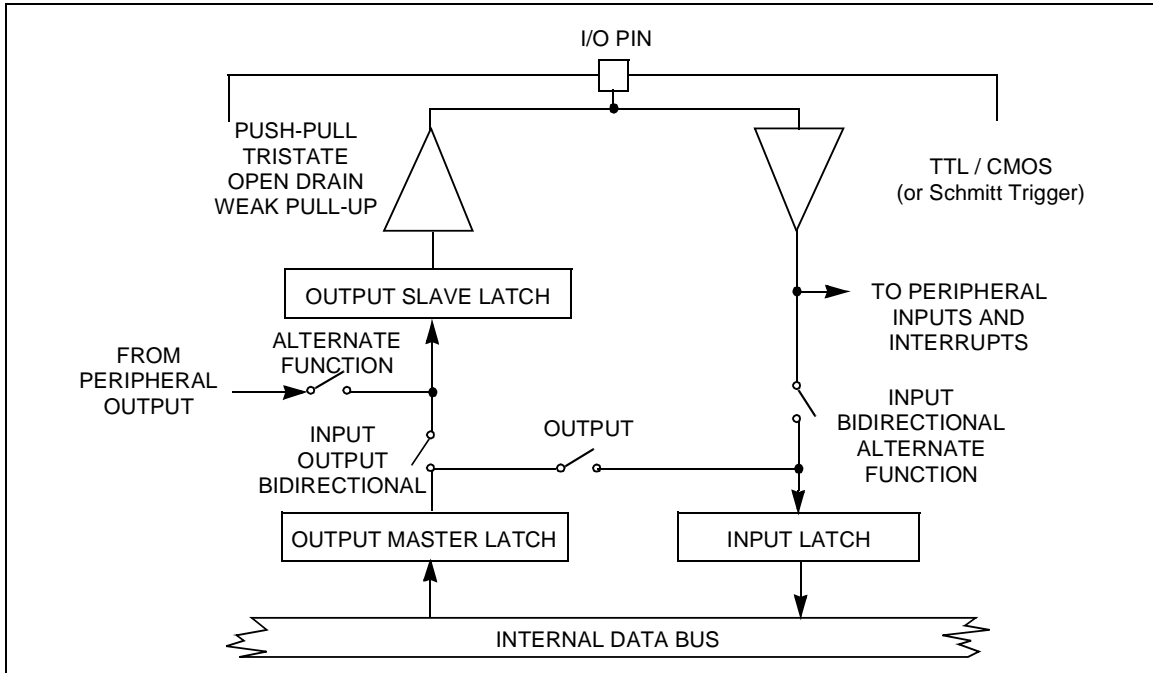 I/O PIN
PUSH-PULL
TRISTATE
OPEN DRAIN
WEAK PULL-UP
TTL / CMOS
(or Schmitt Trigger)
OUTPUT SLAVE LATCH
TO PERIPHERAL
INPUTS AND
INTERRUPTS
ALTERNATE
FUNCTION
FROM
PERIPHERAL
OUTPUT
INPUT
OUTPUT
BIDIRECTIONAL
OUTPUT
INPUT
BIDIRECTIONAL
ALTERNATE
FUNCTION
OUTPUT MASTER LATCH
INPUT LATCH
INTERNAL DATA BUS